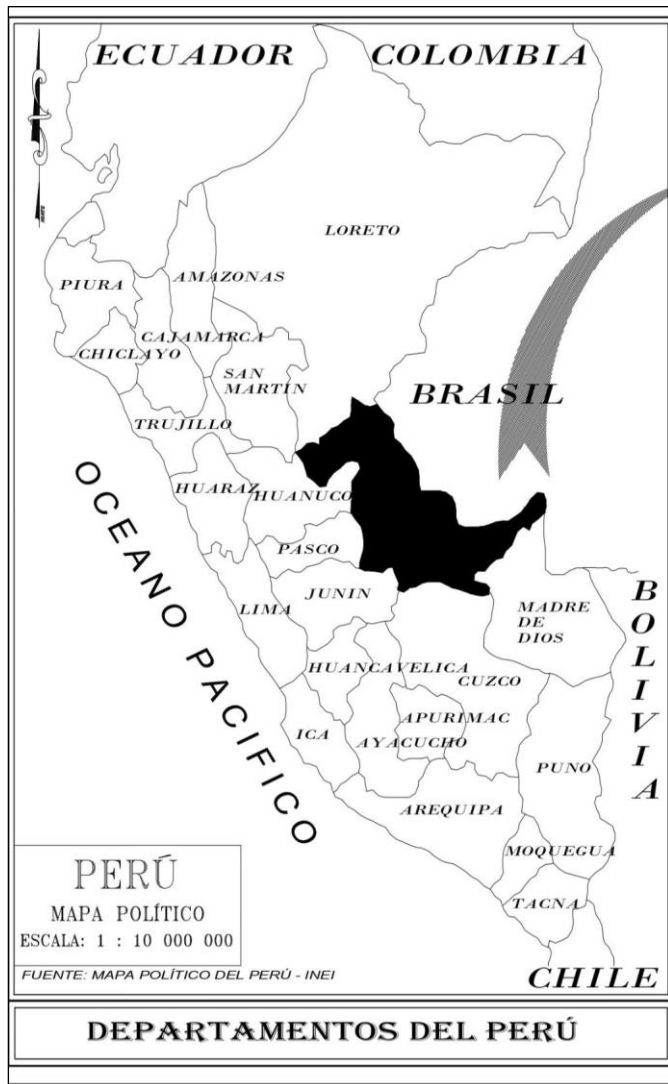 ECUADOR
COLOMBIA
LORETO
PIURA
AMAZONAS
CAJAMARCA
CHICLAYO
SAN
MARTIN
BRASIL
TRUJILLO
HUARAZ
HUANUCO
PASCO
OCEANO PACIFICO
JUNIN
LIMA
MADRE
DE
DIOS
BOLIVIA
HUANCAVELICA
CUZCO
APURIMAC
ICA
AYACUCHO
PUNO
AREQUIPA
MOQUEGUA
TACNA
CHILE
PERÚ
MAPA POLÍTICO
ESCALA: 1 : 10 000 000
FUENTE: MAPA POLÍTICO DEL PERÚ - INEI
DEPARTAMENTOS DEL PERÚ